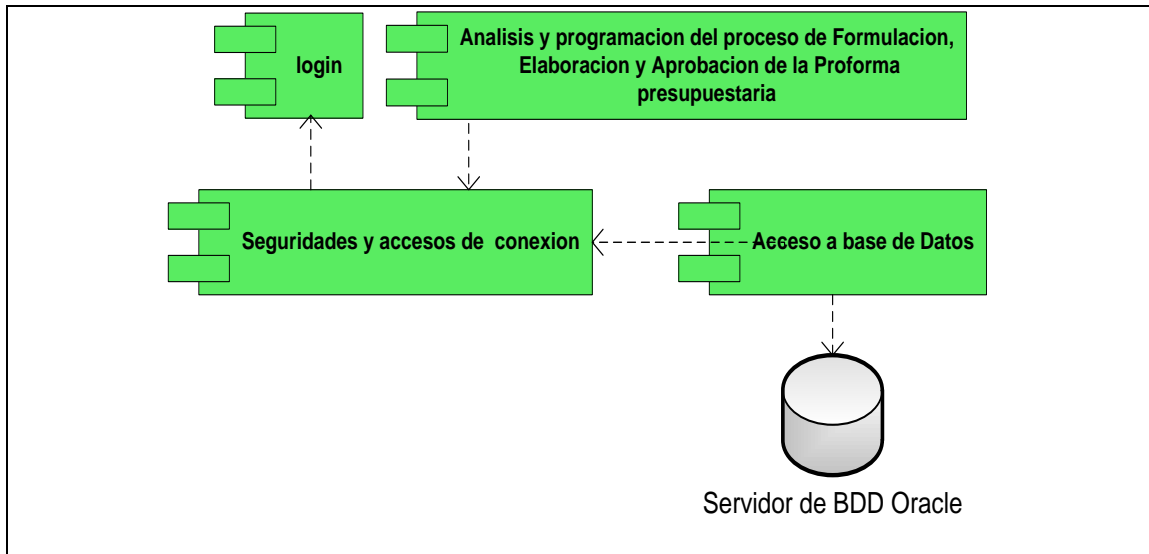 login
Analisis y programacion del proceso de Formulacion,
Elaboracion y Aprobacion de la Proforma
presupuestaria
Seguridades y accesos de conexion
Acceso a base de Datos
Servidor de BDD Oracle